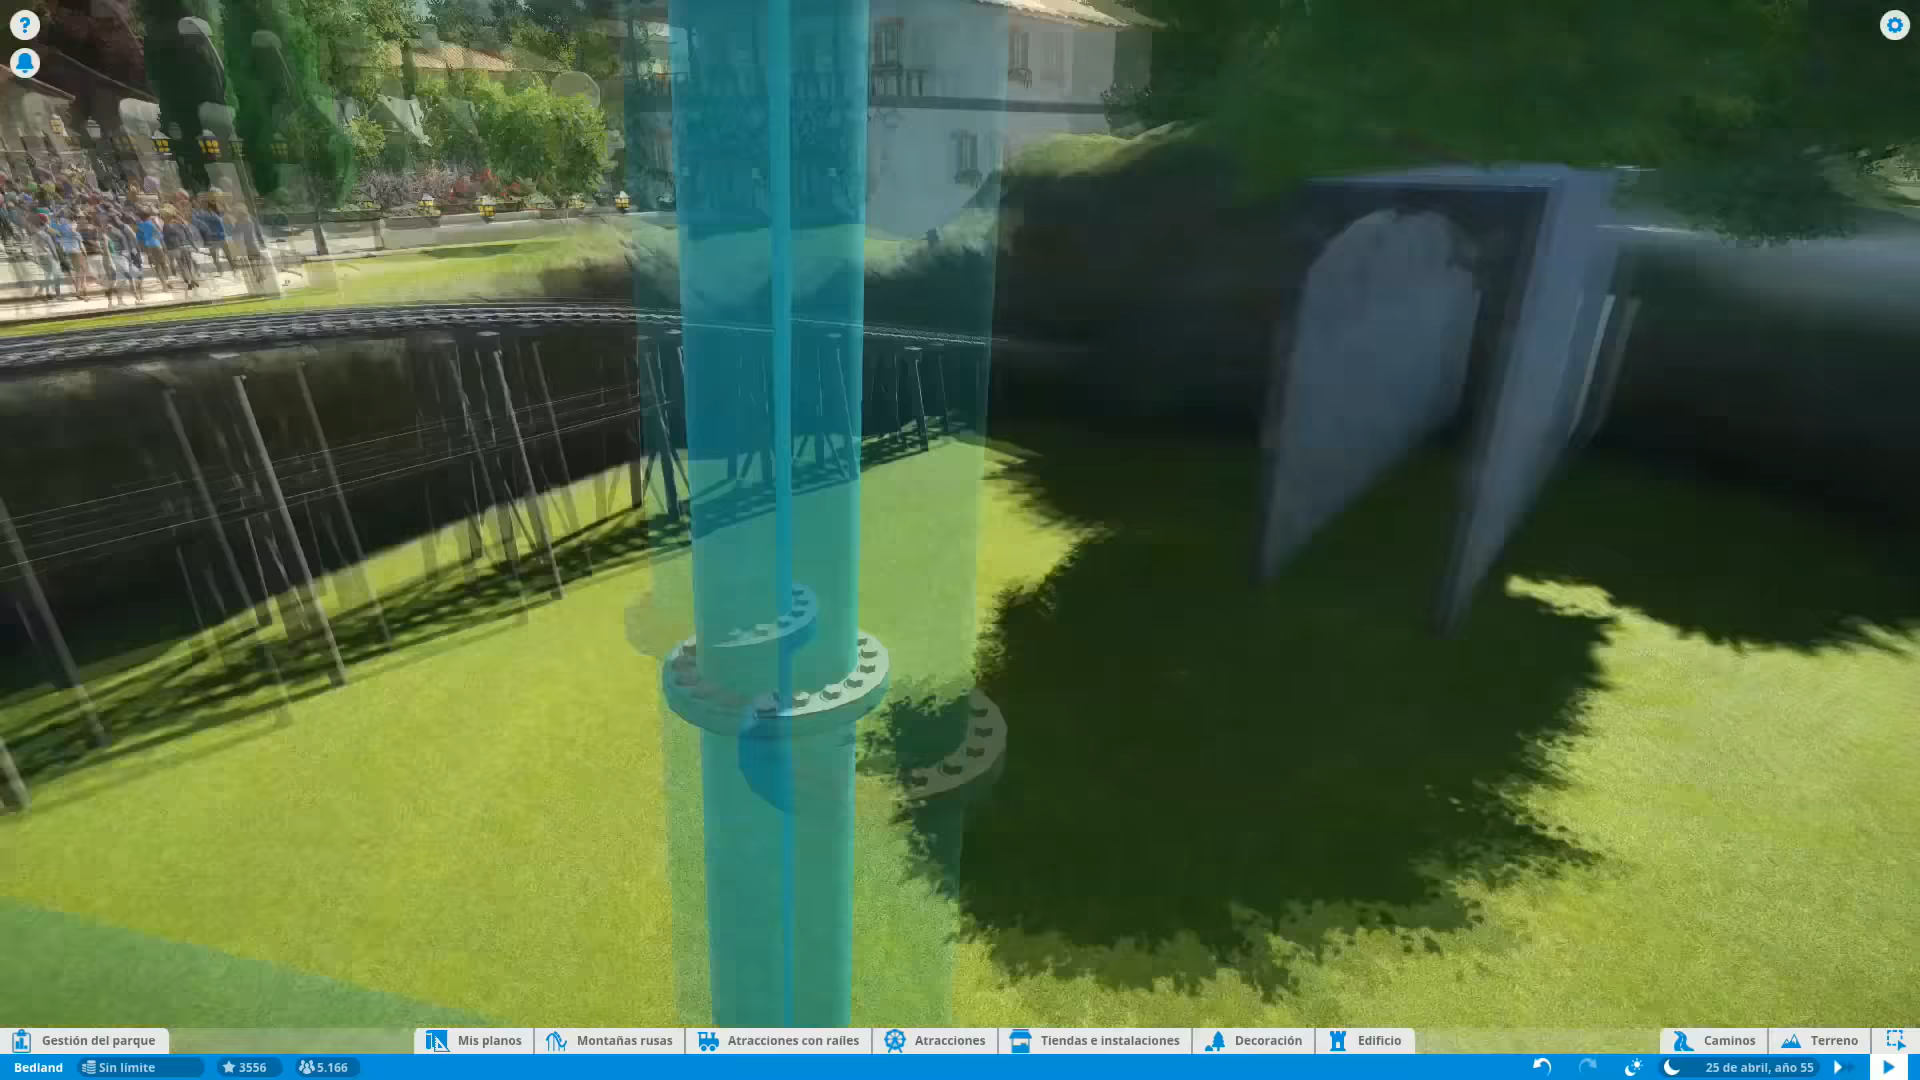 ?
Gestión del parque
Mis planos
Montañas rusas
Atracciones con raíles
Atracciones
Tiendas e instalaciones
Decoración
Edificio
Caminos
Terreno
Bedland
Sin límite
3556
5.166
25 de abril, año 55